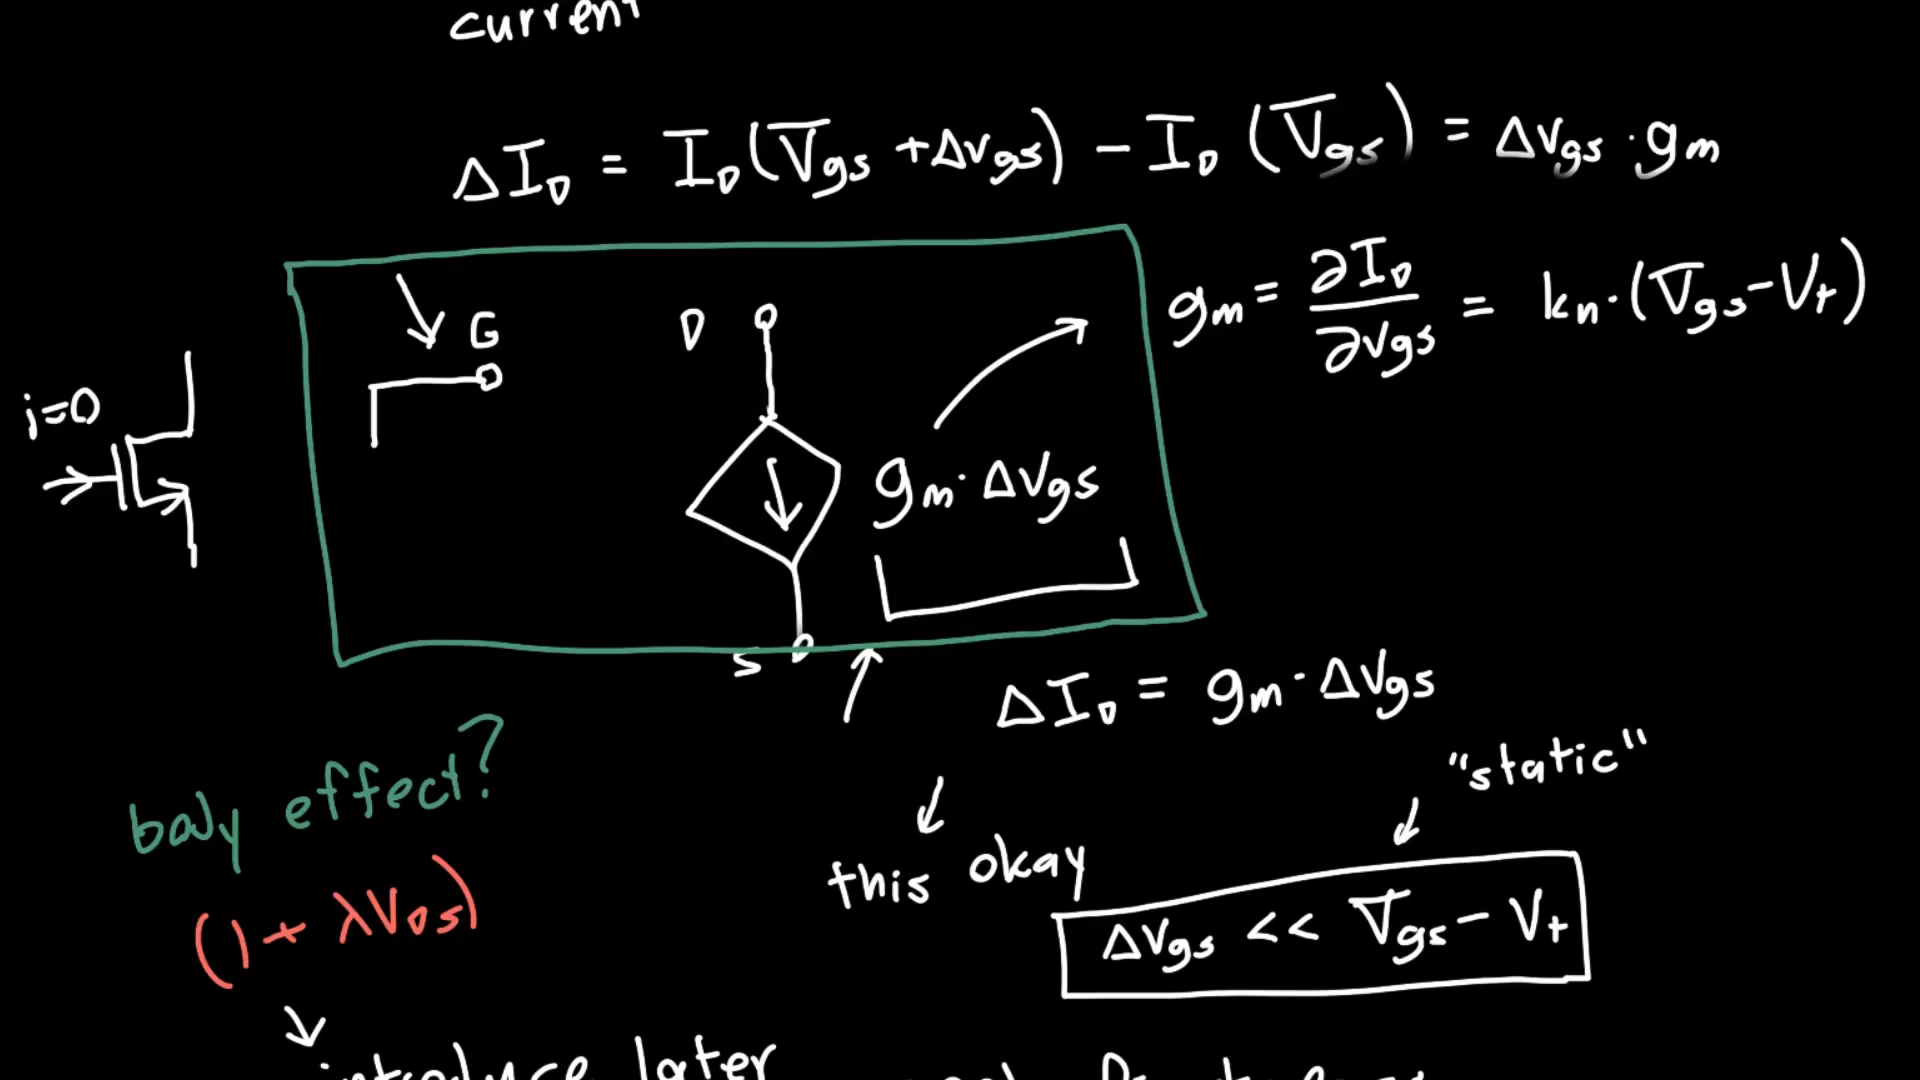 current
ΔI_D = I_D(V̅gs + Δvgs) − I_D(V̅gs) = Δvgs · gm
gm = ∂I_D/∂vgs = kn·(V̅gs − Vt)
G
D
i=0
gm · ΔVgs
S
ΔI_D = gm · ΔVgs
"static"
body effect?
this okay
(1 + λV_DS)
ΔVgs << V̅gs − Vt
introduce later